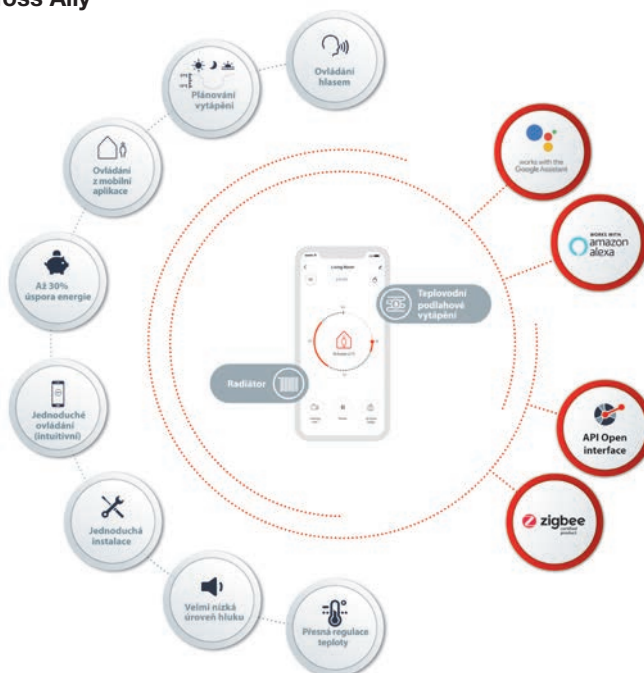 oss Ally
Ovládání
hlasem
Plánování
vytápění
Ovládání
z mobilní
aplikace
Až 30%
úspora energie
Jednoduché
ovládání
(intuitivní)
Jednoduchá
instalace
Velmi nízká
úroveň hluku
Přesná regulace
teploty
works with the
Google Assistant
WORKS WITH
amazon
alexa
API Open
interface
zigbee
certified
product
Living Room
Teplovodní
podlahové
vytápění
Radiátor